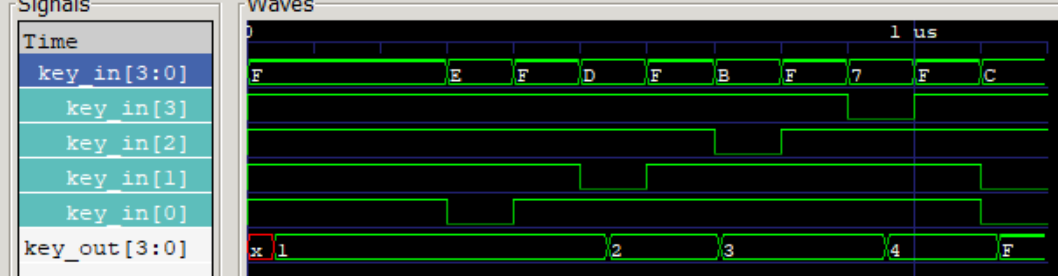 Signals Waves
Time 0 1 us
key_in[3:0] F E F D F B F 7 F C
key_in[3]
key_in[2]
key_in[1]
key_in[0]
key_out[3:0] x 1 2 3 4 F